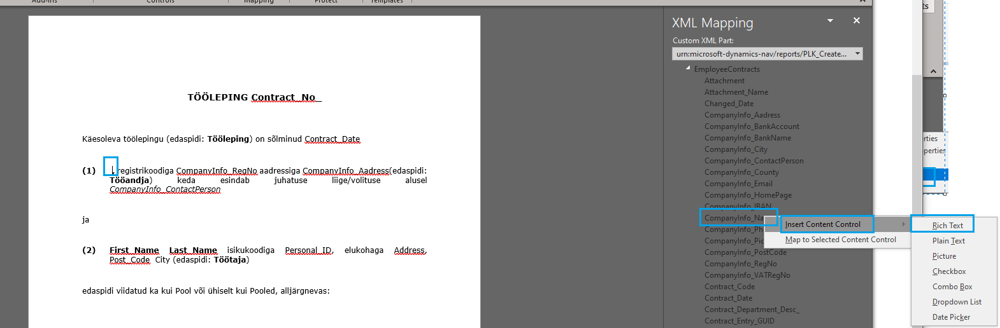 Add-ins Controls Mapping Protect Templates
TÖÖLEPING Contract_No_
Käesoleva töölepingu (edaspidi: Tööleping) on sõlminud Contract_Date
(1) , registrikoodiga CompanyInfo_RegNo aadressiga CompanyInfo_Aadress(edaspidi:
Tööandja) keda esindab juhatuse liige/volituse alusel
CompanyInfo_ContactPerson
ja
(2) First_Name Last_Name isikukoodiga Personal_ID, elukohaga Address,
Post_Code City (edaspidi: Töötaja)
edaspidi viidatud ka kui Pool või ühiselt kui Pooled, alljärgnevas:
XML Mapping
Custom XML Part:
urn:microsoft-dynamics-nav/reports/PLK_Create...
EmployeeContracts
Attachment
Attachment_Name
Changed_Date
CompanyInfo_Aadress
CompanyInfo_BankAccount
CompanyInfo_BankName
CompanyInfo_City
CompanyInfo_ContactPerson
CompanyInfo_County
CompanyInfo_Email
CompanyInfo_HomePage
CompanyInfo_IBAN
CompanyInfo_Na
CompanyInfo_Ph
CompanyInfo_Pic
CompanyInfo_PostCode
CompanyInfo_RegNo
CompanyInfo_VATRegNo
Contract_Code
Contract_Date
Contract_Department_Desc_
Contract_Entry_GUID
Insert Content Control
Map to Selected Content Control
Rich Text
Plain Text
Picture
Checkbox
Combo Box
Dropdown List
Date Picker
ts
erties
perties